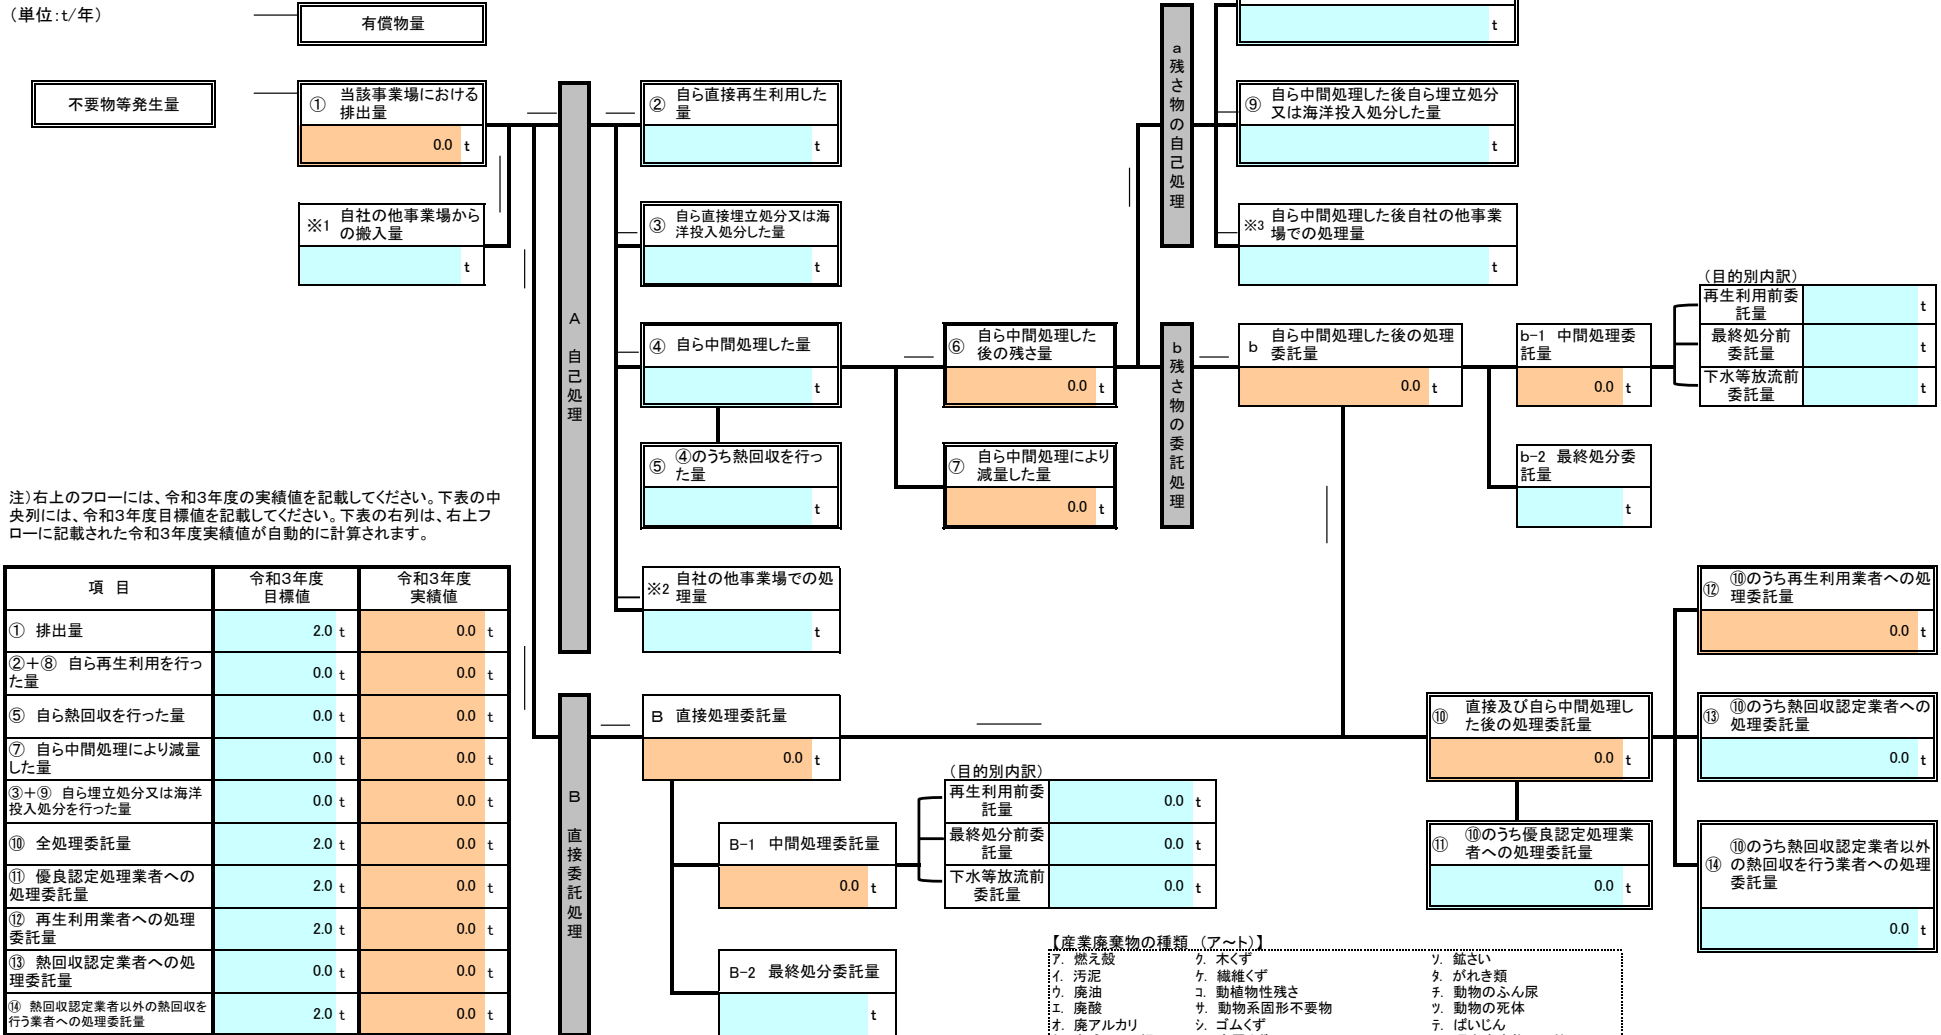 (単位:t/年)
有償物量
t
不要物等発生量
① 当該事業場における
排出量
0.0 t
※1 自社の他事業場から
の搬入量
t
A 自己処理
② 自ら直接再生利用した
量
t
③ 自ら直接埋立処分又は海
洋投入処分した量
t
④ 自ら中間処理した量
t
⑤ ④のうち熱回収を行っ
た量
t
※2 自社の他事業場での処
理量
t
⑥ 自ら中間処理した
後の残さ量
0.0 t
⑦ 自ら中間処理により
減量した量
0.0 t
a 残さ物の自己処理
⑨ 自ら中間処理した後自ら埋立処分
又は海洋投入処分した量
t
※3 自ら中間処理した後自社の他事業
場での処理量
t
b 残さ物の委託処理
b 自ら中間処理した後の処理
委託量
0.0 t
b-1 中間処理委
託量
0.0 t
b-2 最終処分委
託量
t
(目的別内訳)
再生利用前委
託量
t
最終処分前
委託量
t
下水等放流前
委託量
t
注)右上のフローには、令和3年度の実績値を記載してください。下表の中
央列には、令和3年度目標値を記載してください。下表の右列は、右上フ
ローに記載された令和3年度実績値が自動的に計算されます。
項 目 令和3年度
目標値 令和3年度
実績値
① 排出量 2.0 t 0.0 t
②+⑧ 自ら再生利用を行っ
た量 0.0 t 0.0 t
⑤ 自ら熱回収を行った量 0.0 t 0.0 t
⑦ 自ら中間処理により減量
した量 0.0 t 0.0 t
③+⑨ 自ら埋立処分又は海洋
投入処分を行った量 0.0 t 0.0 t
⑩ 全処理委託量 2.0 t 0.0 t
⑪ 優良認定処理業者への
処理委託量 2.0 t 0.0 t
⑫ 再生利用業者への処理
委託量 2.0 t 0.0 t
⑬ 熱回収認定業者への処
理委託量 0.0 t 0.0 t
⑭ 熱回収認定業者以外の熱回収を
行う業者への処理委託量 2.0 t 0.0 t
B 直接委託処理
B 直接処理委託量
0.0 t
B-1 中間処理委託量
0.0 t
B-2 最終処分委託量
t
(目的別内訳)
再生利用前委
託量
0.0 t
最終処分前委
託量
0.0 t
下水等放流前
委託量
0.0 t
⑩ 直接及び自ら中間処理し
た後の処理委託量
0.0 t
⑪ ⑩のうち優良認定処理業
者への処理委託量
0.0 t
⑫ ⑩のうち再生利用業者への処
理委託量
0.0 t
⑬ ⑩のうち熱回収認定業者への
処理委託量
0.0 t
⑭ ⑩のうち熱回収認定業者以外
の熱回収を行う業者への処理
委託量
0.0 t
【産業廃棄物の種類 (ア~ト)】
ア. 燃え殻 ク. 木くず ソ. 鉱さい
イ. 汚泥 ケ. 繊維くず タ. がれき類
ウ. 廃油 コ. 動植物性残さ チ. 動物のふん尿
エ. 廃酸 サ. 動物系固形不要物 ツ. 動物の死体
オ. 廃アルカリ シ. ゴムくず テ. ばいじん